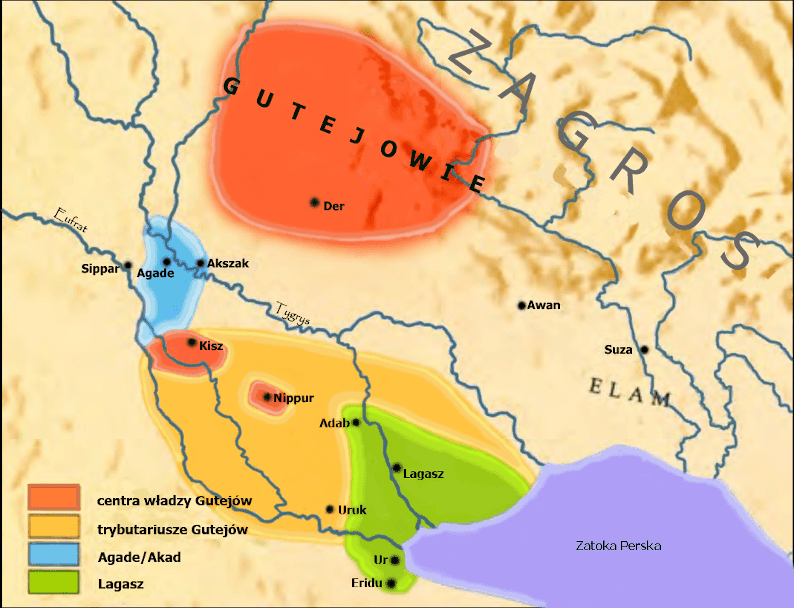 ZAGROS
GUTEJOWIE
Der
Eufrat
Sippar
Agade
Akszak
Tygrys
Awan
Kisz
Suza
ELAM
Nippur
Adab
Lagasz
Uruk
Ur
Eridu
Zatoka Perska
centra władzy Gutejów
trybutariusze Gutejów
Agade/Akad
Lagasz